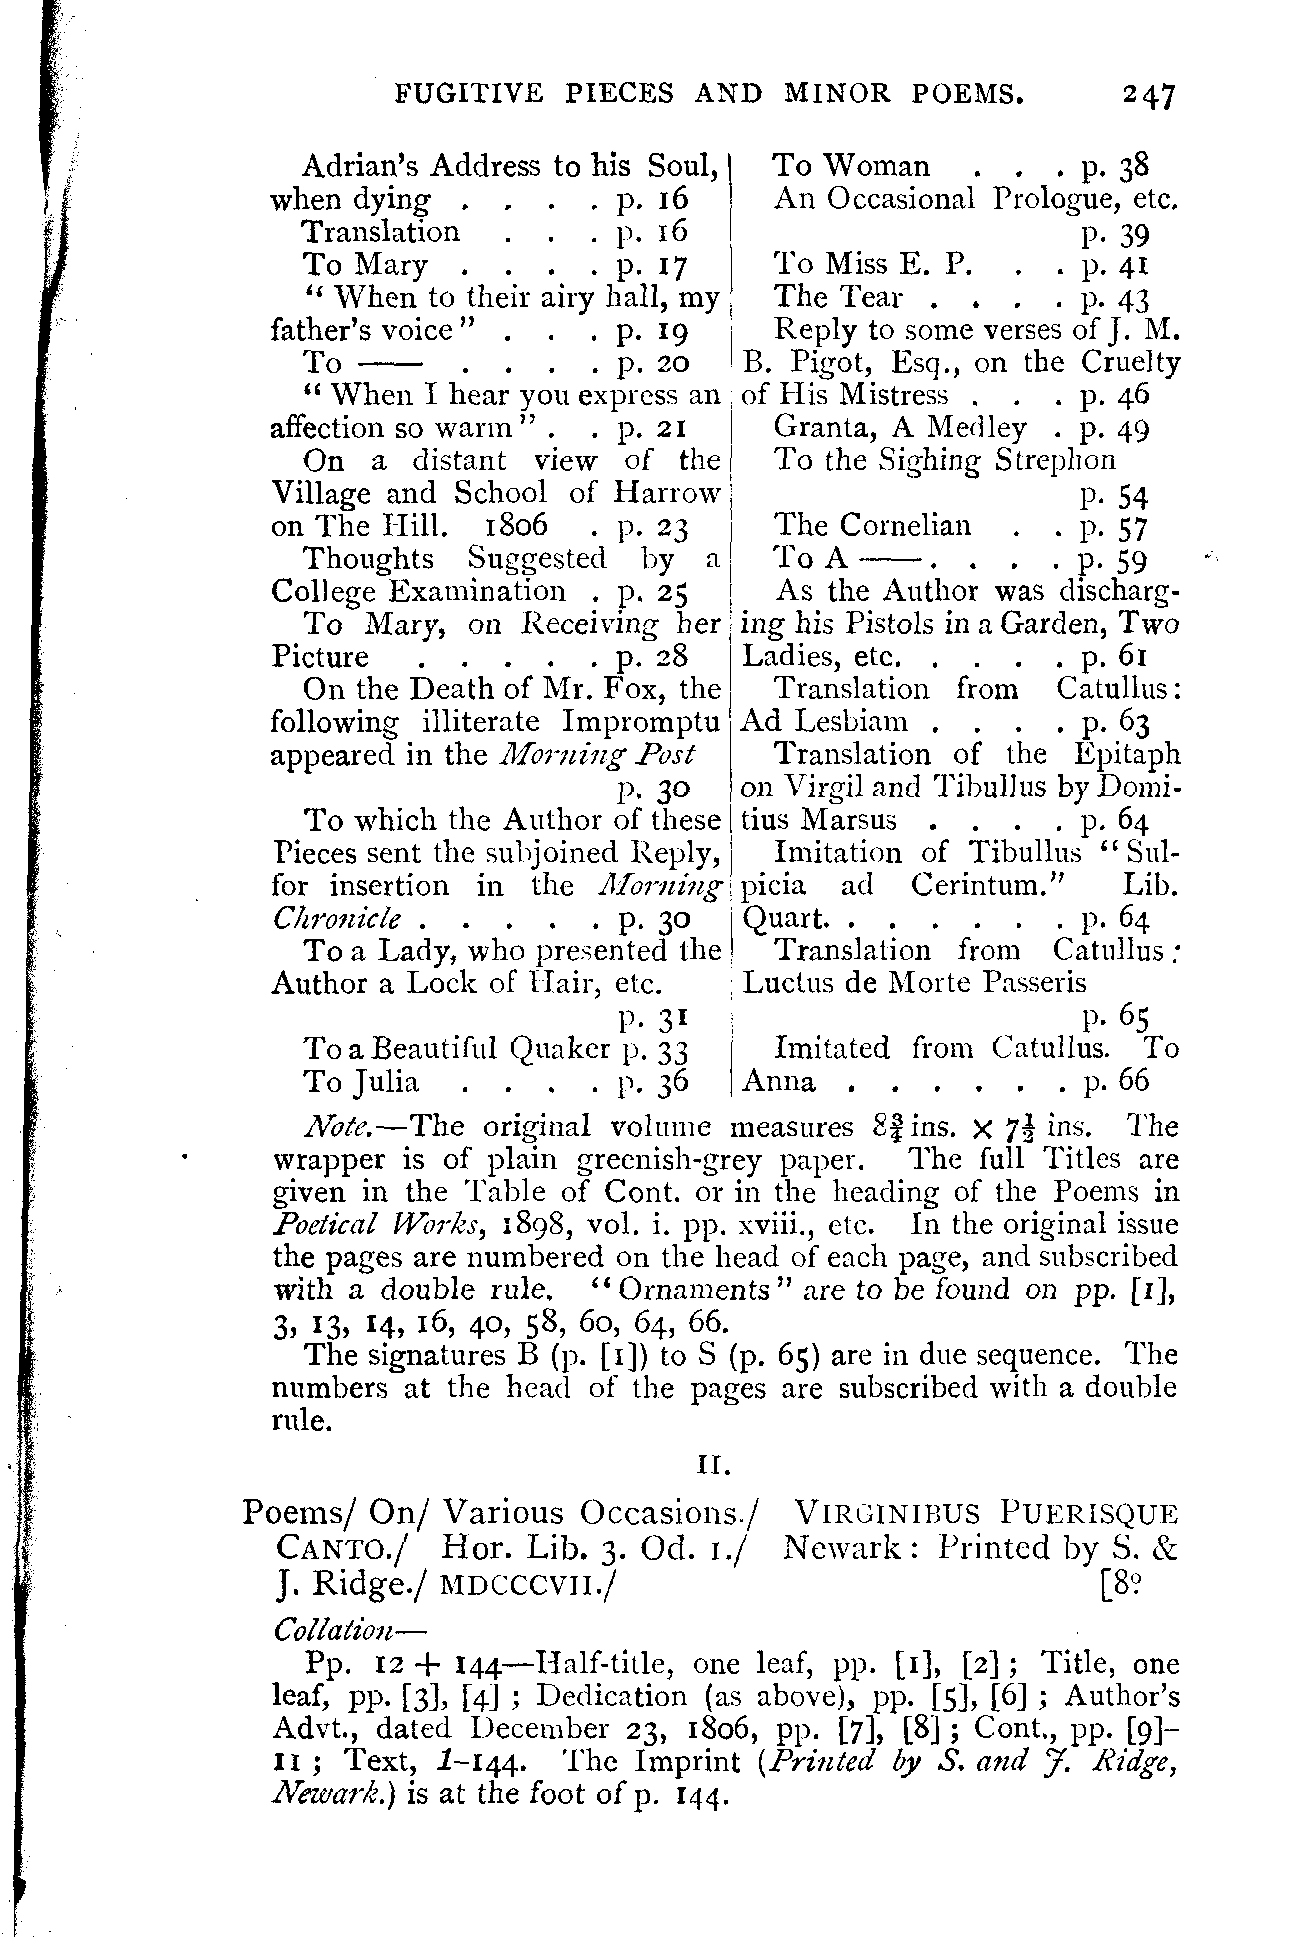 FUGITIVE PIECES AND MINOR POEMS. 247
Adrian's Address to his Soul,
when dying . . . . p. 16
Translation . . . p. 16
To Mary . . . . p. 17
"When to their airy hall, my
father's voice" . . . p. 19
To —— . . . . p. 20
"When I hear you express an
affection so warm" . . p. 21
On a distant view of the
Village and School of Harrow
on The Hill. 1806 . p. 23
Thoughts Suggested by a
College Examination . p. 25
To Mary, on Receiving her
Picture . . . . . p. 28
On the Death of Mr. Fox, the
following illiterate Impromptu
appeared in the Morning Post
p. 30
To which the Author of these
Pieces sent the subjoined Reply,
for insertion in the Morning
Chronicle . . . . . p. 30
To a Lady, who presented the
Author a Lock of Hair, etc.
p. 31
To a Beautiful Quaker p. 33
To Julia . . . . p. 36
To Woman . . . p. 38
An Occasional Prologue, etc.
p. 39
To Miss E. P. . . p. 41
The Tear . . . . p. 43
Reply to some verses of J. M.
B. Pigot, Esq., on the Cruelty
of His Mistress . . . p. 46
Granta, A Medley . p. 49
To the Sighing Strephon
p. 54
The Cornelian . . p. 57
To A ——. . . . p. 59
As the Author was discharg-
ing his Pistols in a Garden, Two
Ladies, etc. . . . . p. 61
Translation from Catullus:
Ad Lesbiam . . . . p. 63
Translation of the Epitaph
on Virgil and Tibullus by Domi-
tius Marsus . . . . p. 64
Imitation of Tibullus "Sul-
picia ad Cerintum." Lib.
Quart. . . . . . . p. 64
Translation from Catullus:
Luctus de Morte Passeris
p. 65
Imitated from Catullus. To
Anna . . . . . . p. 66
Note.—The original volume measures 8¾ ins. × 7½ ins. The
wrapper is of plain greenish-grey paper. The full Titles are
given in the Table of Cont. or in the heading of the Poems in
Poetical Works, 1898, vol. i. pp. xviii., etc. In the original issue
the pages are numbered on the head of each page, and subscribed
with a double rule. "Ornaments" are to be found on pp. [1],
3, 13, 14, 16, 40, 58, 60, 64, 66.
The signatures B (p. [1]) to S (p. 65) are in due sequence. The
numbers at the head of the pages are subscribed with a double
rule.
II.
Poems/ On/ Various Occasions./ VIRGINIBUS PUERISQUE
CANTO./ Hor. Lib. 3. Od. 1./ Newark: Printed by S. &
J. Ridge./ MDCCCVII./ [8º
Collation—
Pp. 12 + 144—Half-title, one leaf, pp. [1], [2]; Title, one
leaf, pp. [3], [4]; Dedication (as above), pp. [5], [6]; Author's
Advt., dated December 23, 1806, pp. [7], [8]; Cont., pp. [9]–
11; Text, 1–144. The Imprint (Printed by S. and J. Ridge,
Newark.) is at the foot of p. 144.